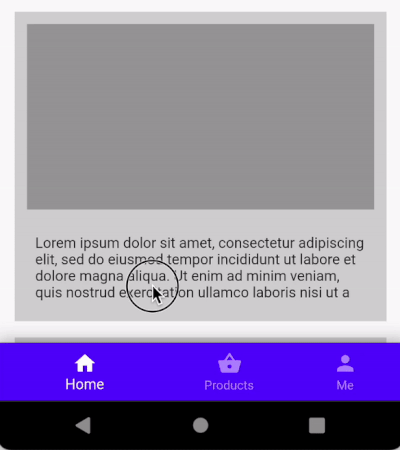 Lorem ipsum dolor sit amet, consectetur adipiscing
elit, sed do eiusmod tempor incididunt ut labore et
dolore magna aliqua. Ut enim ad minim veniam,
quis nostrud exercitation ullamco laboris nisi ut a
Home
Products
Me